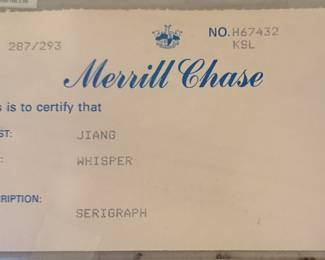 287/293 NO. H67432
KSL
Merrill Chase
s is to certify that
ST: JIANG
: WHISPER
RIPTION:
SERIGRAPH